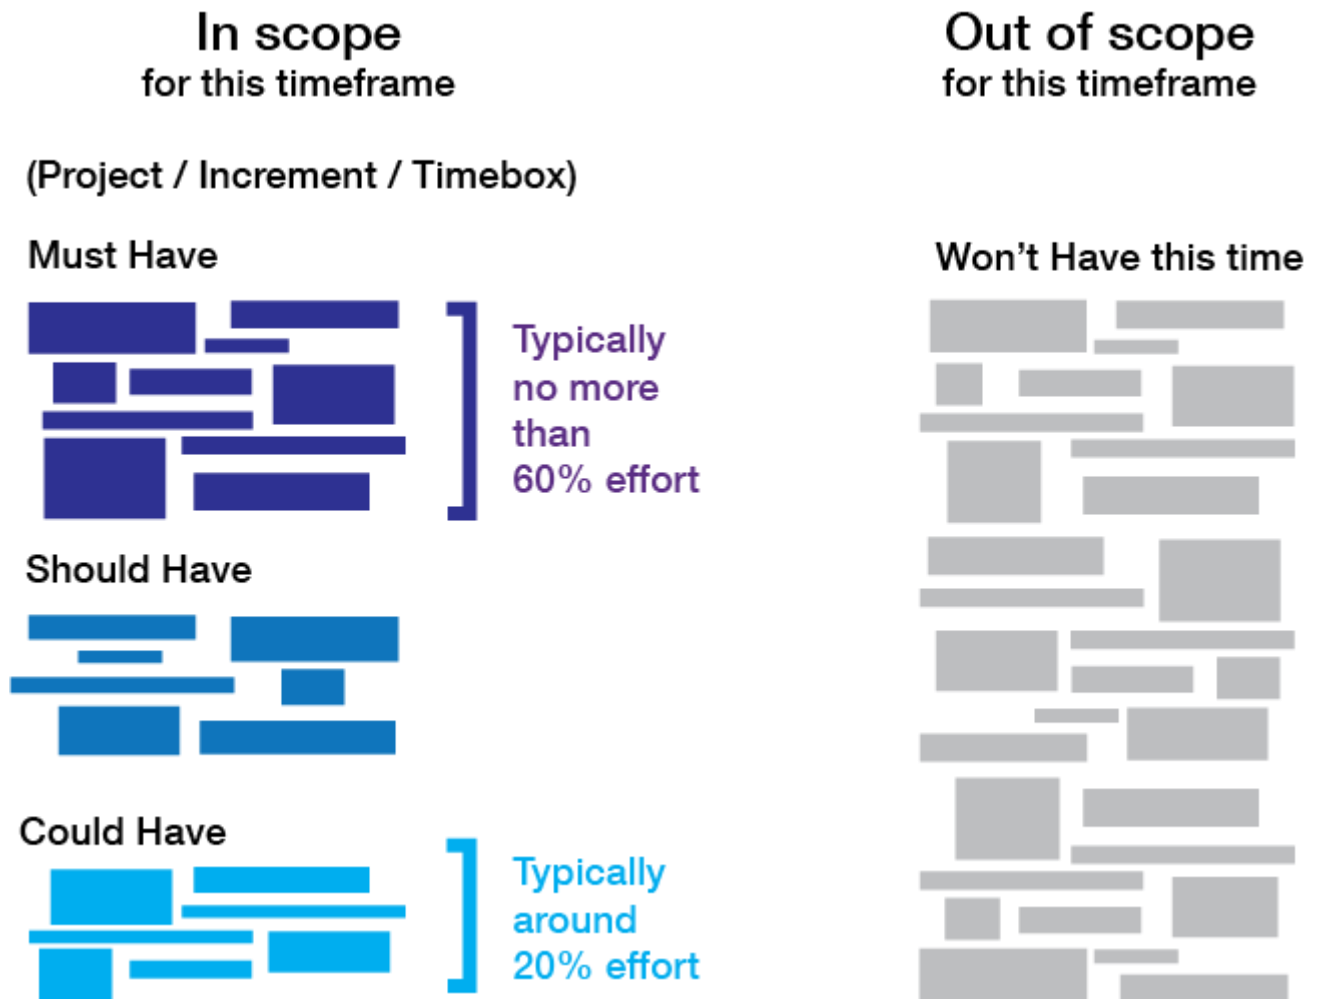 In scope
for this timeframe
(Project / Increment / Timebox)
Must Have
Typically
no more
than
60% effort
Should Have
Could Have
Typically
around
20% effort
Out of scope
for this timeframe
Won't Have this time